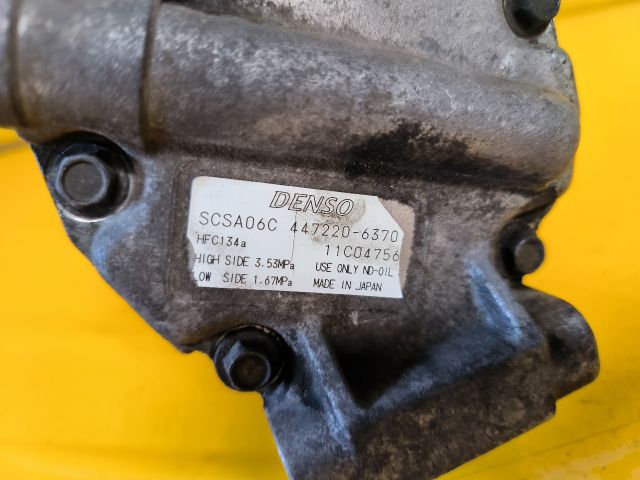 DENSO
SCSA06C 447220-6370
HFC134a 11C04756
HIGH SIDE 3.53MPa USE ONLY ND-OIL
LOW SIDE 1.67MPa MADE IN JAPAN